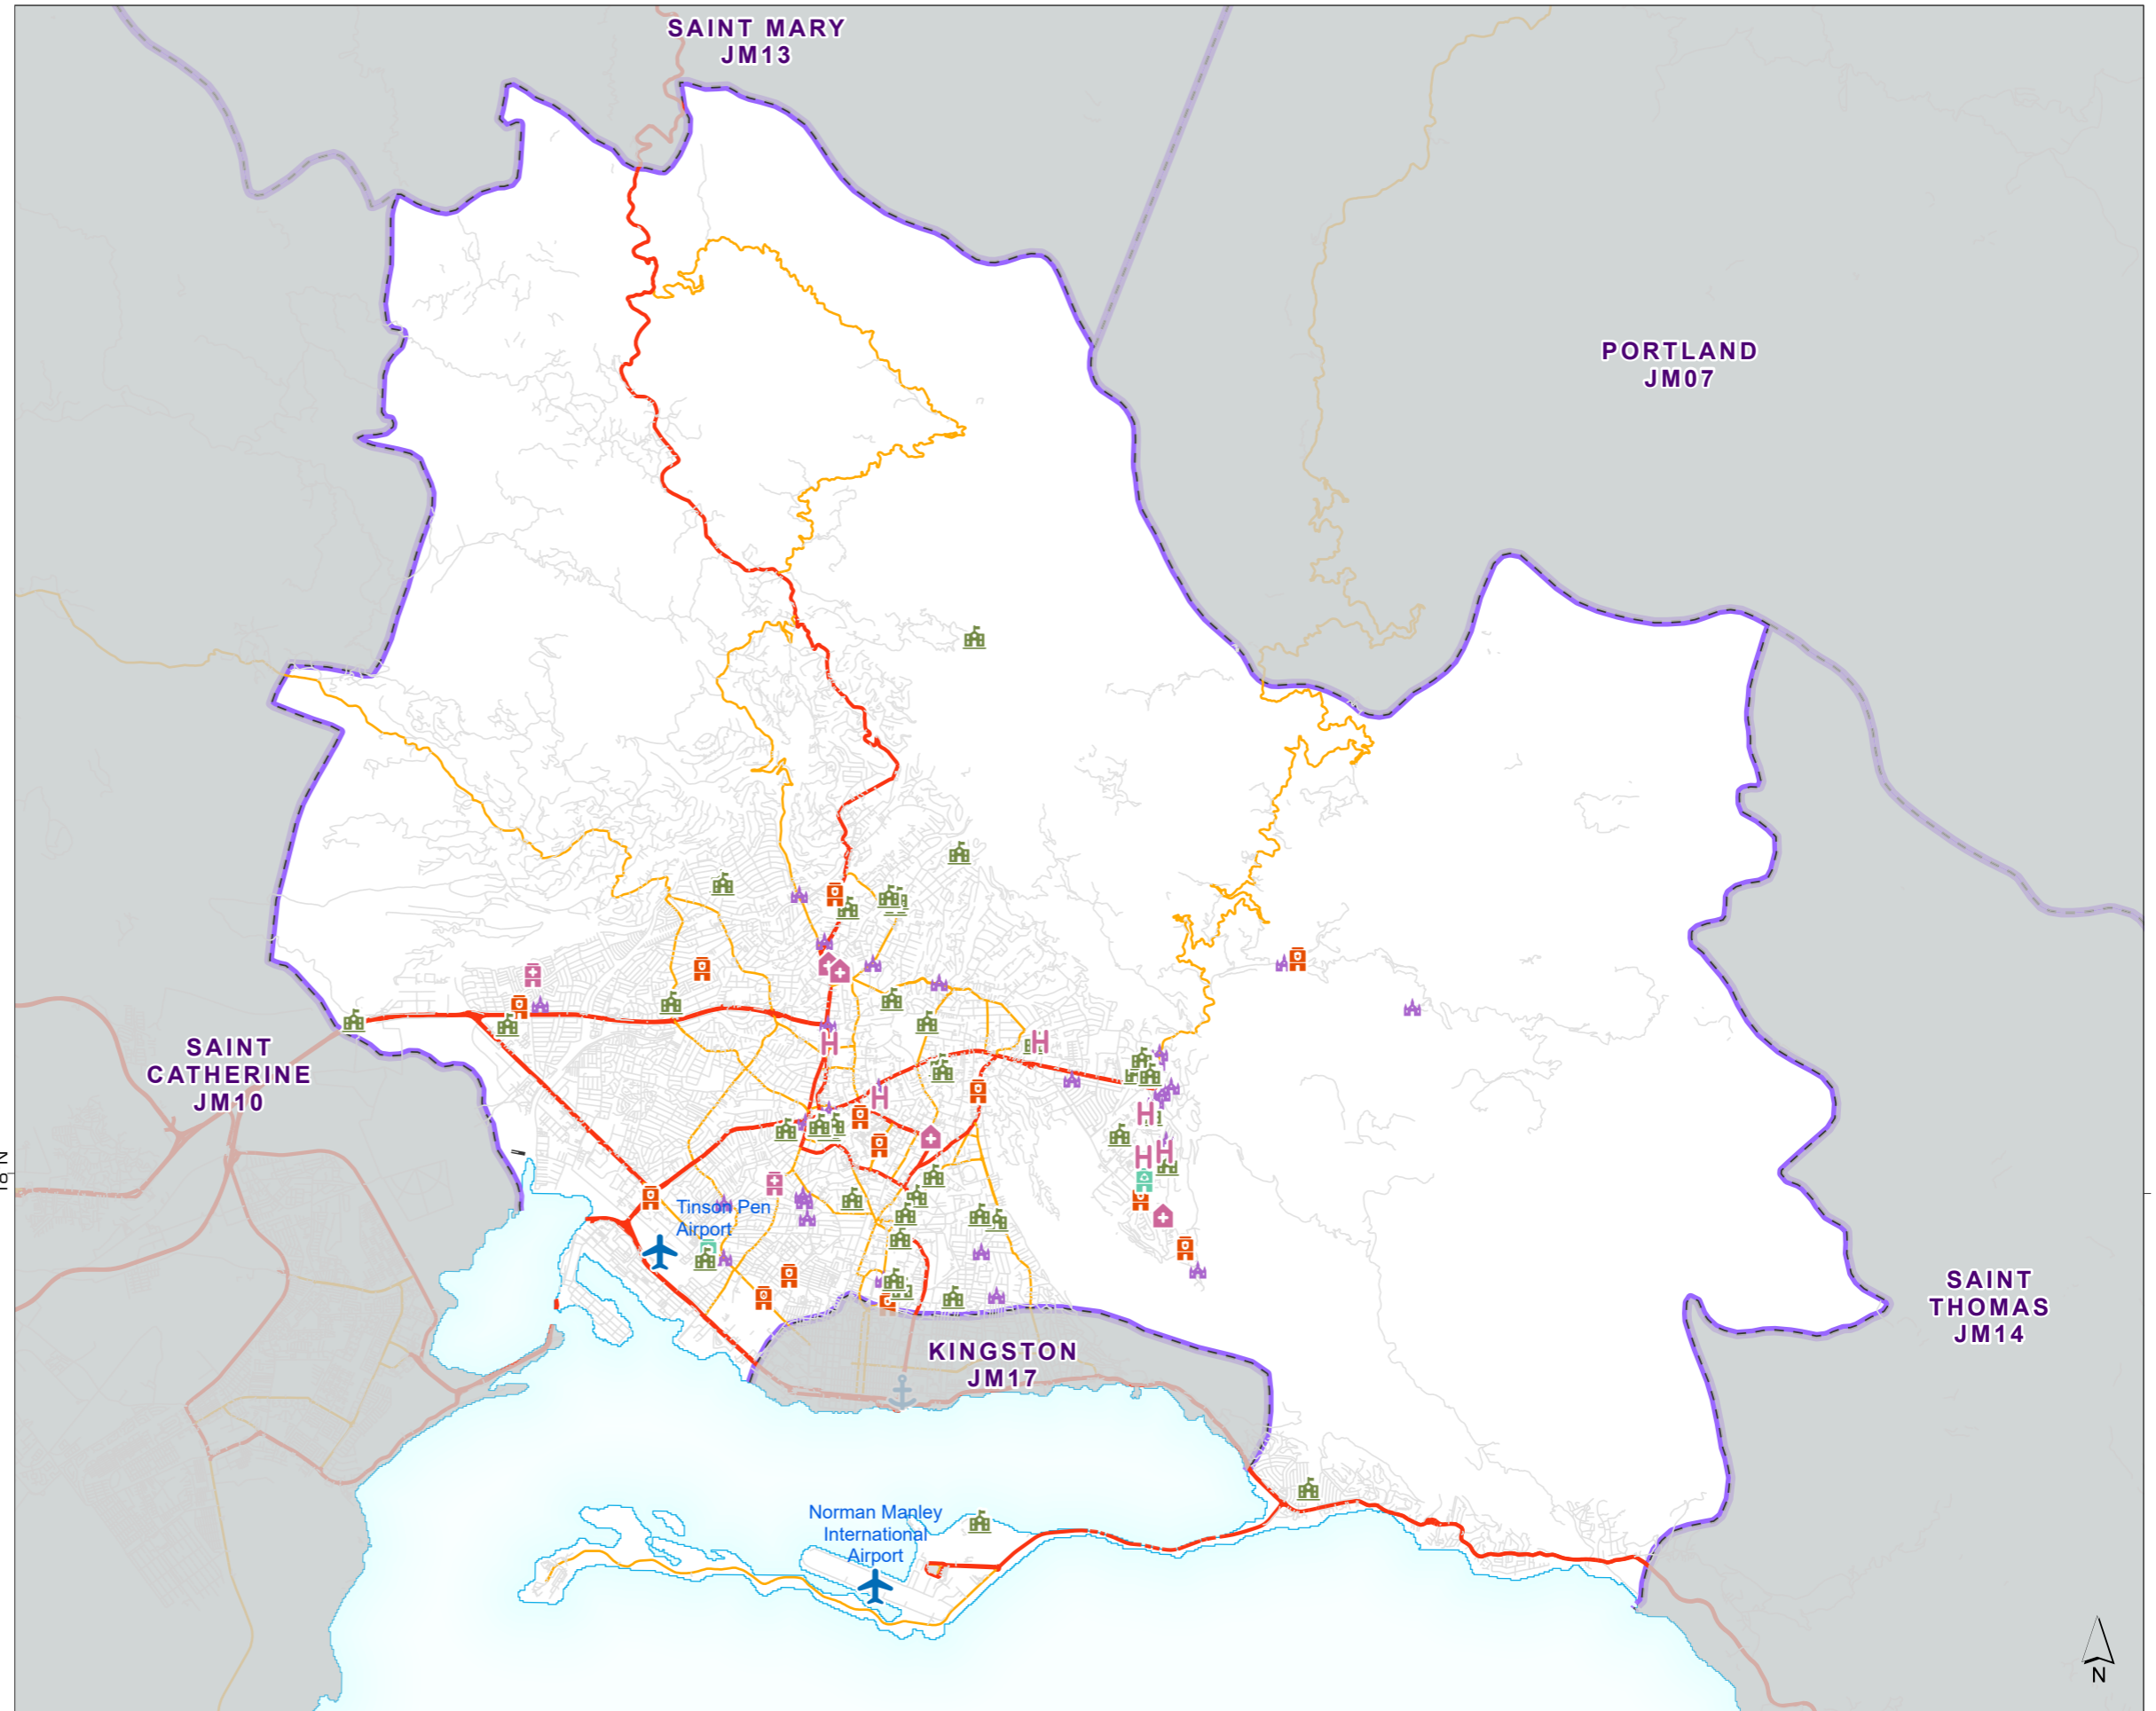 SAINT MARY
JM13
PORTLAND
JM07
SAINT
CATHERINE
JM10
18° N
Tinson Pen
Airport
SAINT
THOMAS
JM14
KINGSTON
JM17
Norman Manley
International
Airport
N